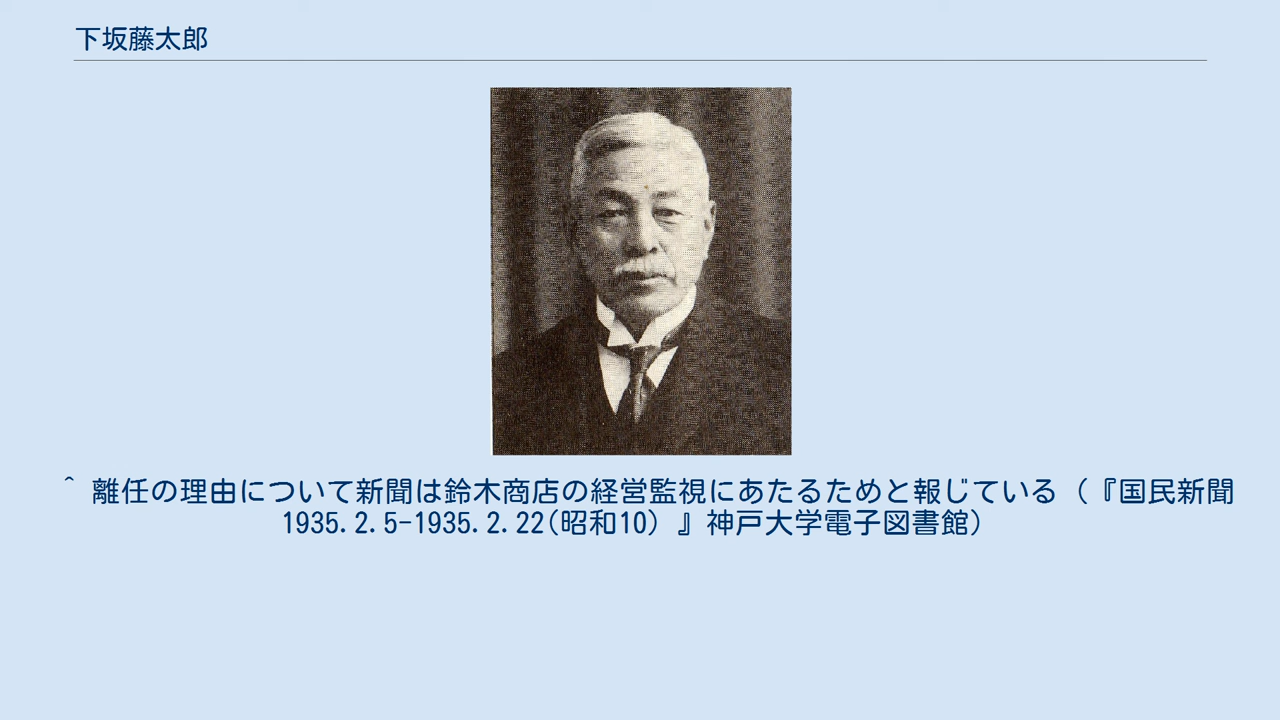 下坂藤太郎
^ 離任の理由について新聞は鈴木商店の経営監視にあたるためと報じている（『国民新聞
1935.2.5-1935.2.22(昭和10) 』神戸大学電子図書館）